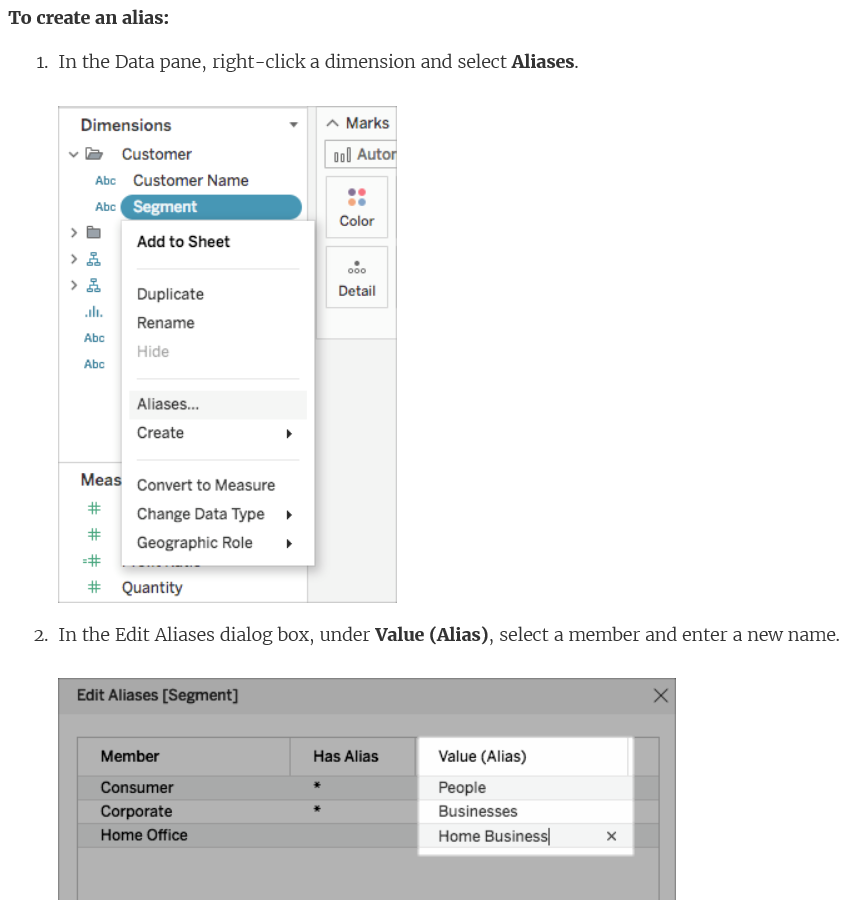 To create an alias:
1. In the Data pane, right-click a dimension and select Aliases.
Dimensions
Customer
Abc Customer Name
Abc Segment
Abc
Abc
Add to Sheet
Duplicate
Rename
Hide
Aliases...
Create
Convert to Measure
Change Data Type
Geographic Role
Meas
#
#
=#
# Quantity
Marks
Autor
Color
Detail
2. In the Edit Aliases dialog box, under Value (Alias), select a member and enter a new name.
Edit Aliases [Segment]
Member Has Alias Value (Alias)
Consumer * People
Corporate * Businesses
Home Office Home Business